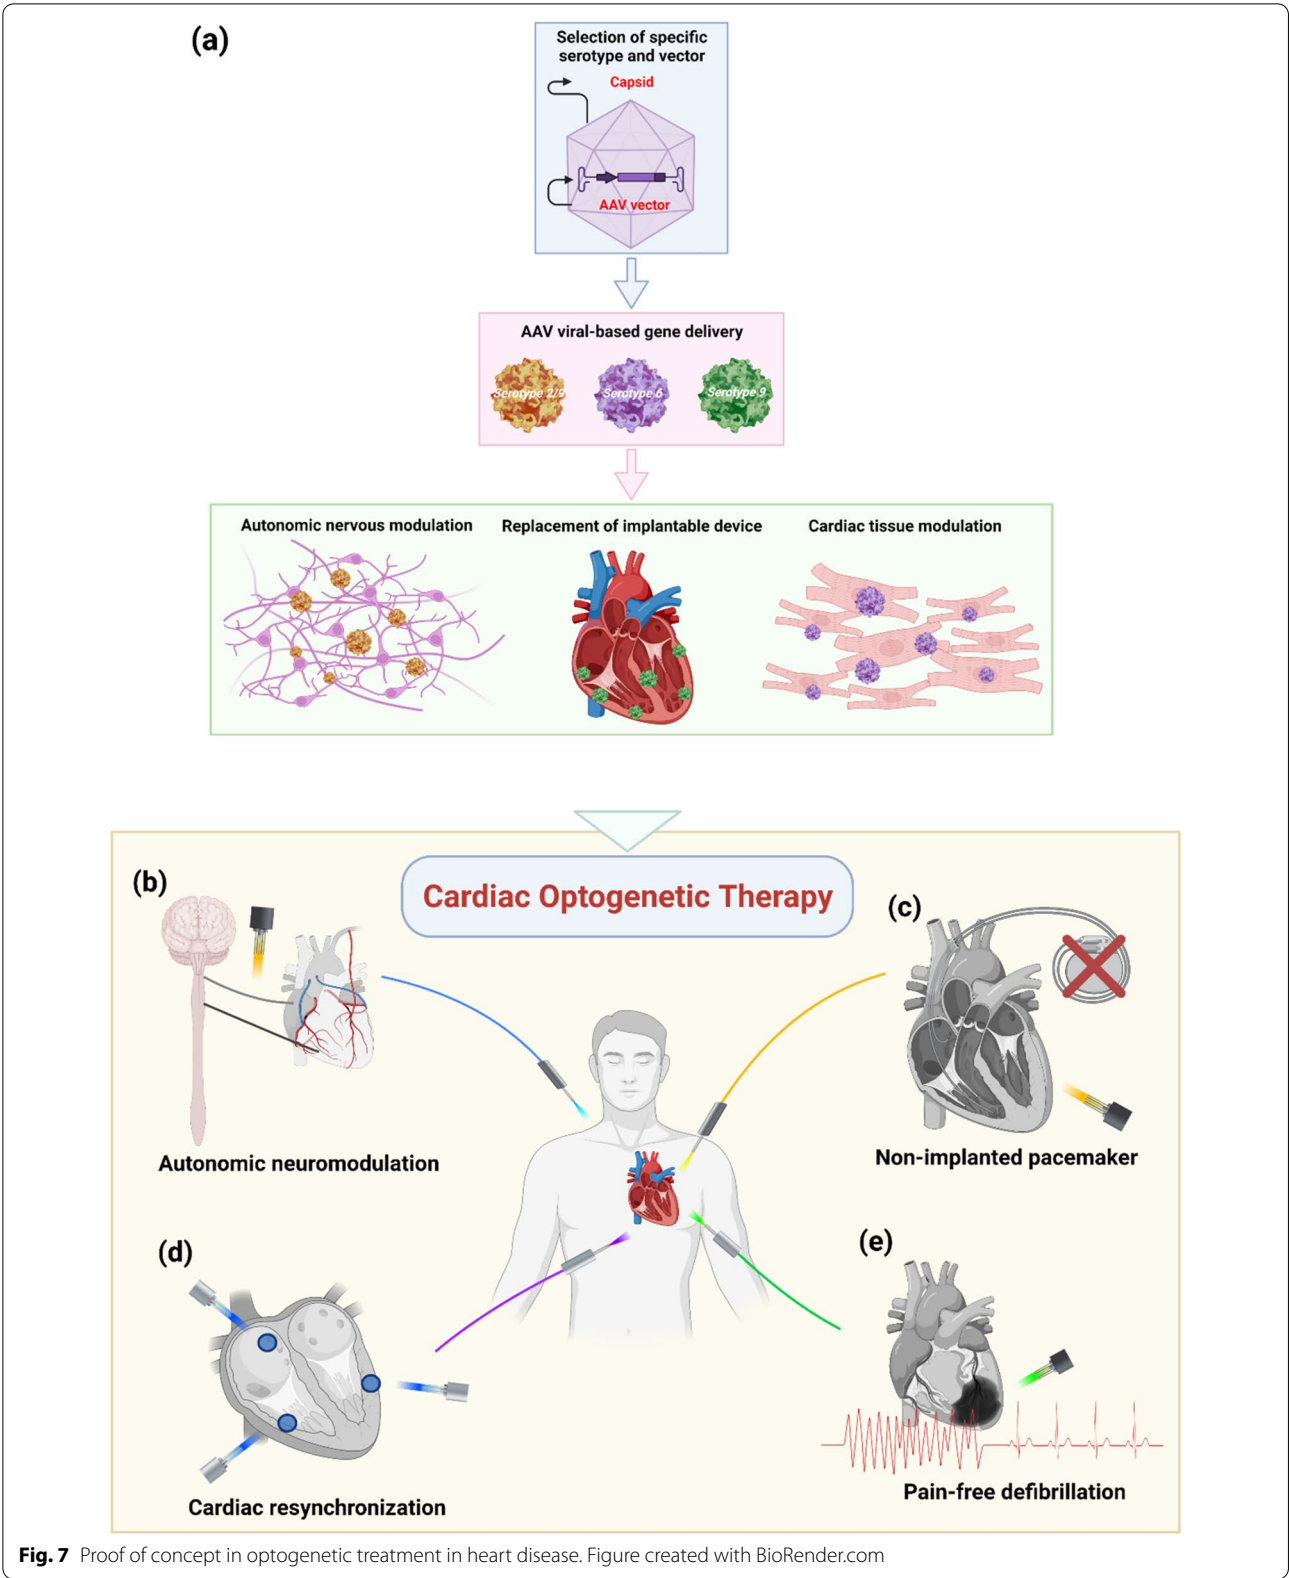 (a)
Selection of specific
serotype and vector
Capsid
AAV vector
AAV viral-based gene delivery
Serotype 2/9
Serotype 6
Serotype 9
Autonomic nervous modulation
Replacement of implantable device
Cardiac tissue modulation
Cardiac Optogenetic Therapy
(b)
Autonomic neuromodulation
(c)
Non-implanted pacemaker
(d)
Cardiac resynchronization
(e)
Pain-free defibrillation
Fig. 7 Proof of concept in optogenetic treatment in heart disease. Figure created with BioRender.com